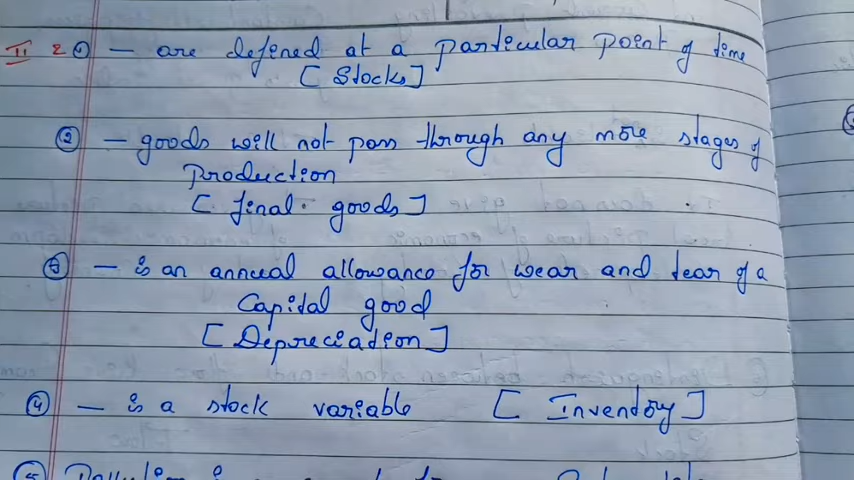 II 2 ① — are defined at a particular point of time
[ Stocks ]
② — goods will not pass through any more stages of
Production
[ final goods ]
③ — is an annual allowance for wear and tear of a
Capital good
[ Depreciation ]
④ — is a stock variable [ Inventory ]
⑤